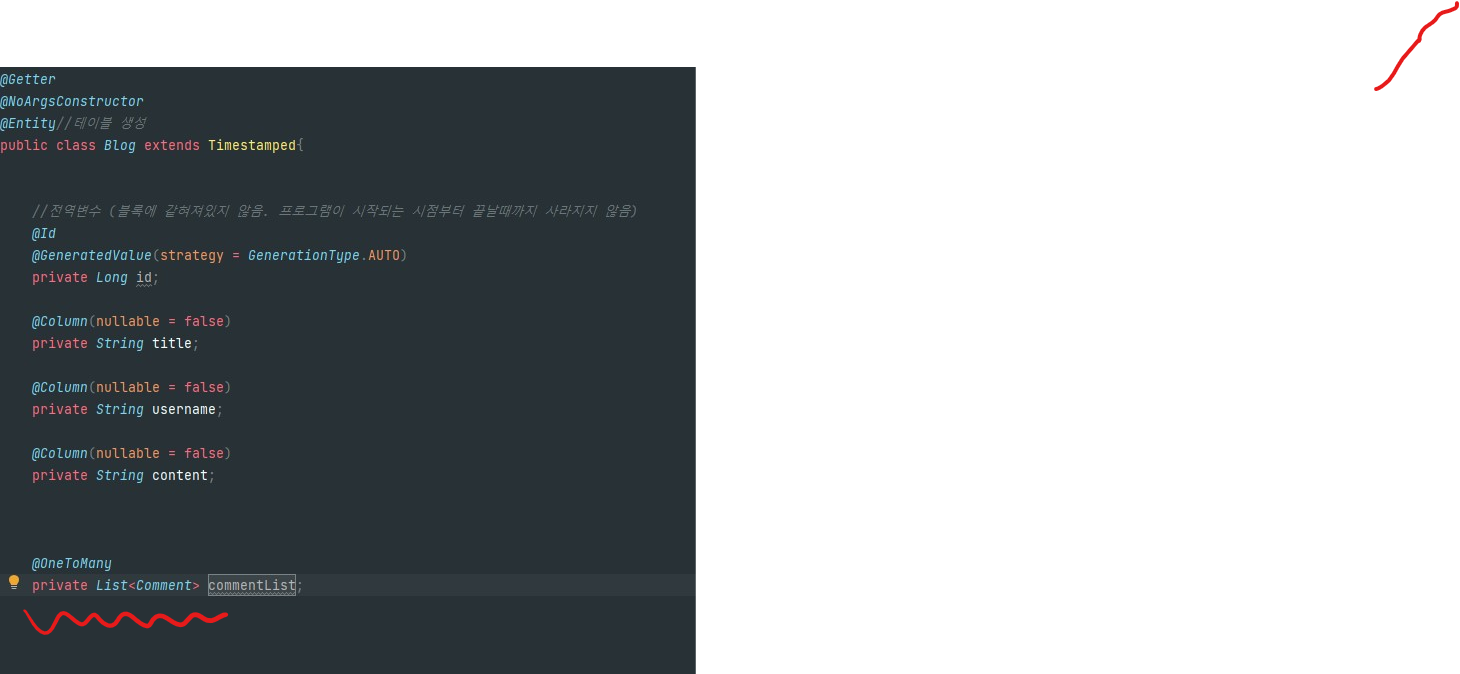 @Getter
@NoArgsConstructor
@Entity//테이블 생성
public class Blog extends Timestamped{
//전역변수 (블록에 갇혀져있지 않음. 프로그램이 시작되는 시점부터 끝날때까지 사라지지 않음)
@Id
@GeneratedValue(strategy = GenerationType.AUTO)
private Long id;
@Column(nullable = false)
private String title;
@Column(nullable = false)
private String username;
@Column(nullable = false)
private String content;
@OneToMany
private List<Comment> commentList;